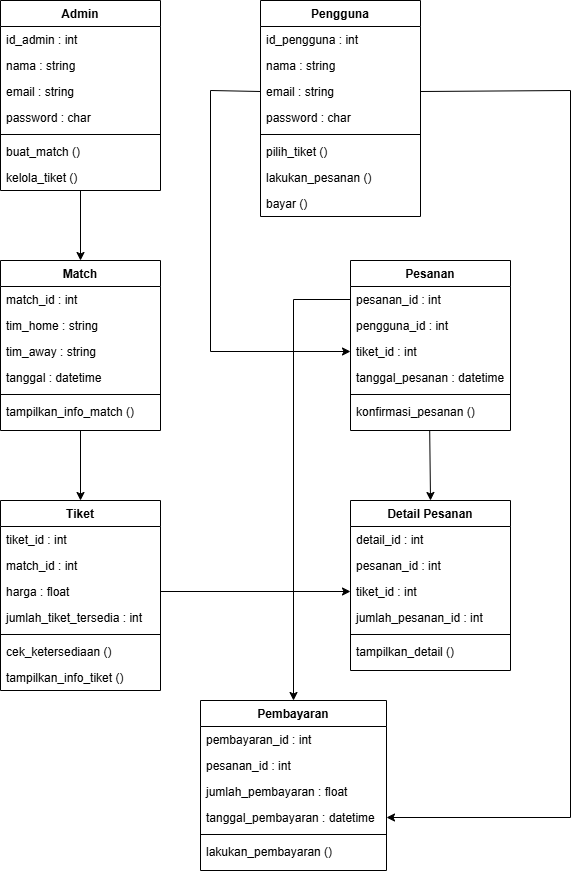 Admin
id_admin : int
nama : string
email : string
password : char
buat_match ()
kelola_tiket ()
Pengguna
id_pengguna : int
nama : string
email : string
password : char
pilih_tiket ()
lakukan_pesanan ()
bayar ()
Match
match_id : int
tim_home : string
tim_away : string
tanggal : datetime
tampilkan_info_match ()
Pesanan
pesanan_id : int
pengguna_id : int
tiket_id : int
tanggal_pesanan : datetime
konfirmasi_pesanan ()
Tiket
tiket_id : int
match_id : int
harga : float
jumlah_tiket_tersedia : int
cek_ketersediaan ()
tampilkan_info_tiket ()
Detail Pesanan
detail_id : int
pesanan_id : int
tiket_id : int
jumlah_pesanan_id : int
tampilkan_detail ()
Pembayaran
pembayaran_id : int
pesanan_id : int
jumlah_pembayaran : float
tanggal_pembayaran : datetime
lakukan_pembayaran ()